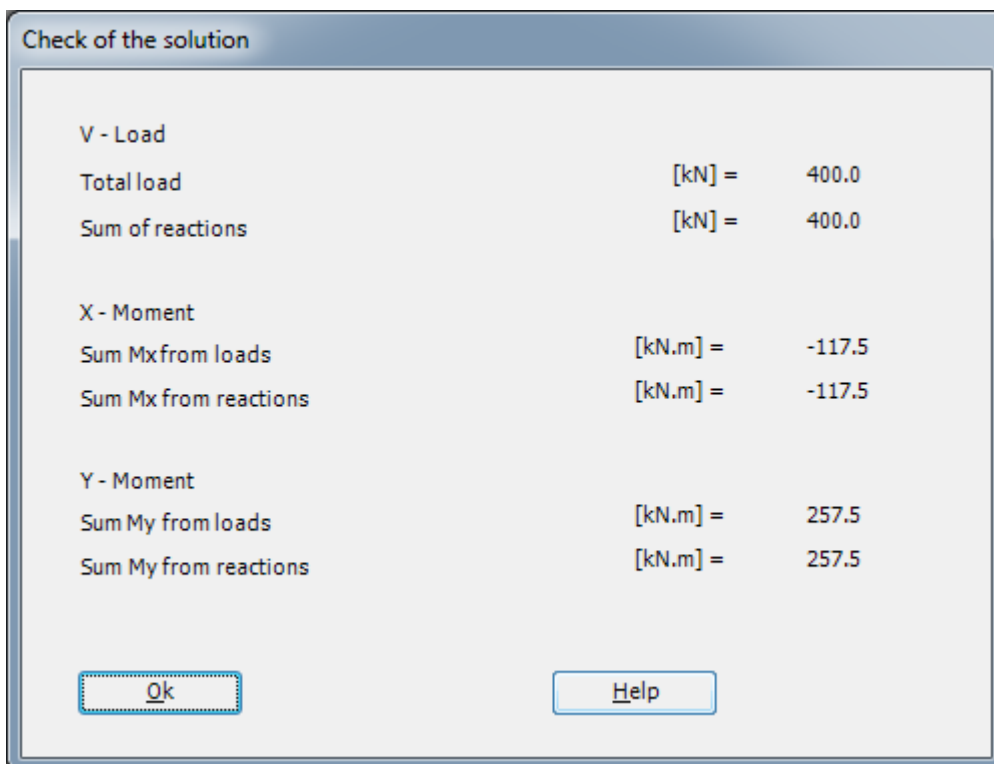 Check of the solution
V - Load
Total load [kN] = 400.0
Sum of reactions [kN] = 400.0
X - Moment
Sum Mx from loads [kN.m] = -117.5
Sum Mx from reactions [kN.m] = -117.5
Y - Moment
Sum My from loads [kN.m] = 257.5
Sum My from reactions [kN.m] = 257.5
Ok Help